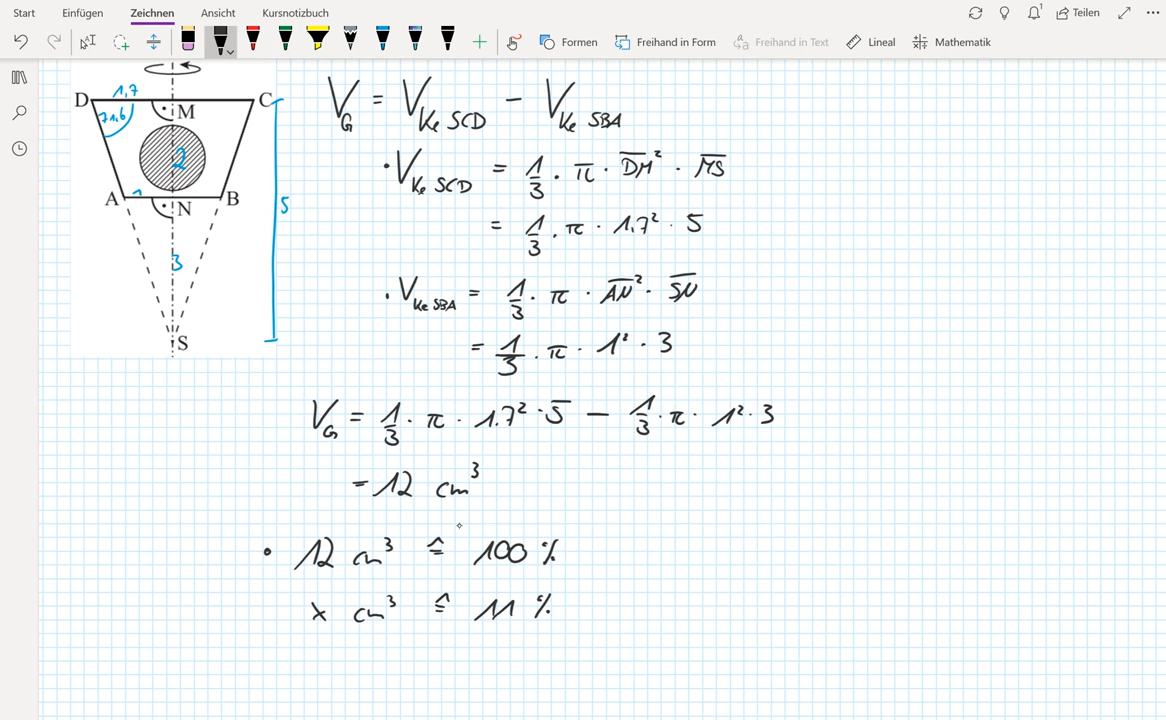 Start Einfügen Zeichnen Ansicht Kursnotizbuch Teilen
Formen Freihand in Form Freihand in Text Lineal Mathematik
D 1,7 C
71,6 M
2
A 1 N B
5
3
S
V_G = V_Ke SCD − V_Ke SBA
• V_Ke SCD = 1/3 · π · DM² · MS
= 1/3 · π · 1,7² · 5
• V_Ke SBA = 1/3 · π · AN² · SN
= 1/3 · π · 1² · 3
V_G = 1/3 · π · 1,7² · 5 − 1/3 · π · 1² · 3
= 12 cm³
• 12 cm³ ≙ 100 %
x cm³ ≙ 11 %